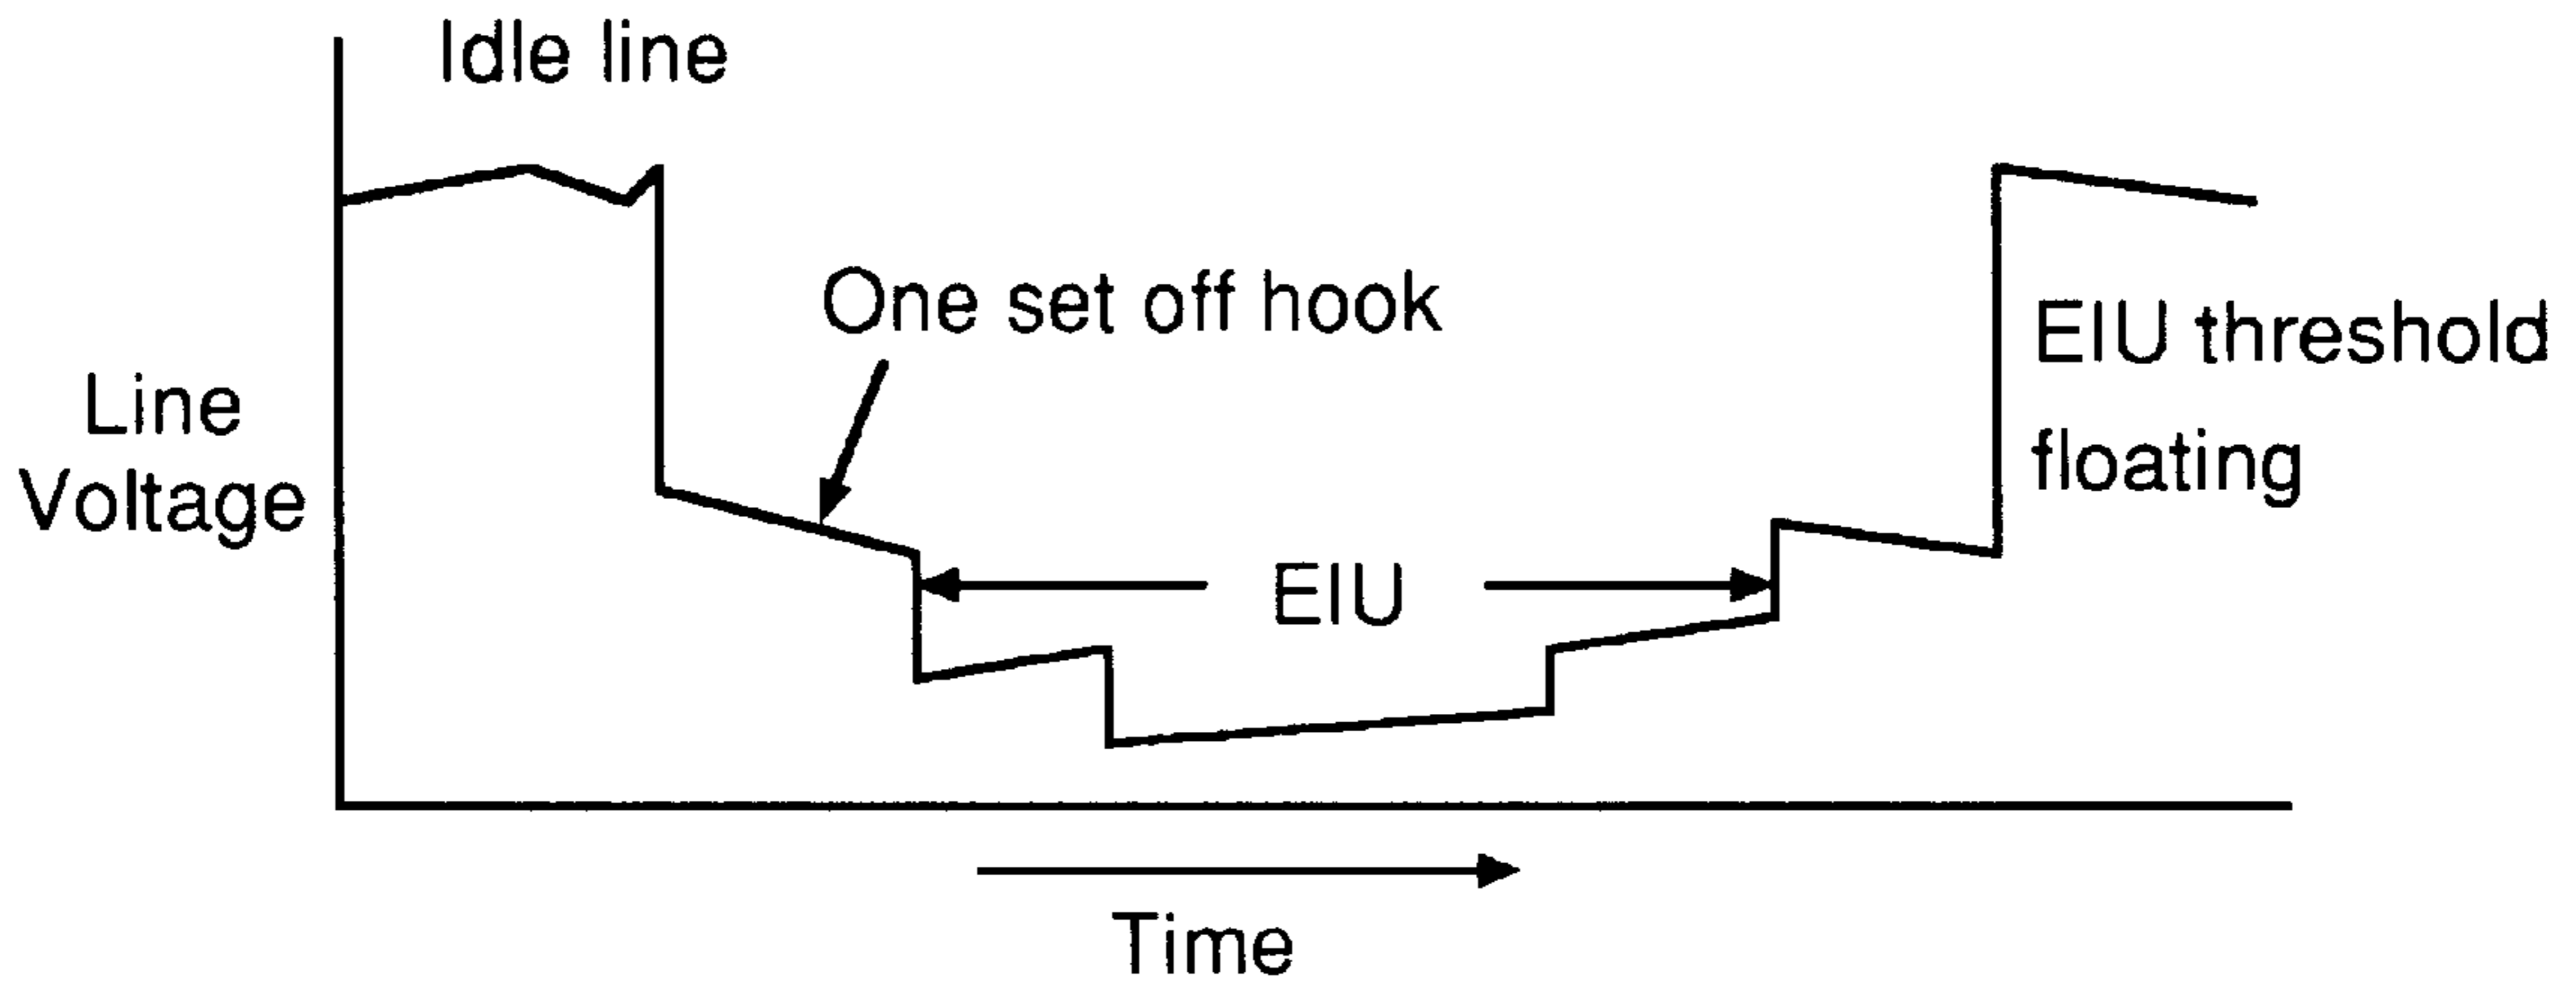 Idle line
One set off hook
EIU threshold
floating
Line
Voltage
EIU
Time